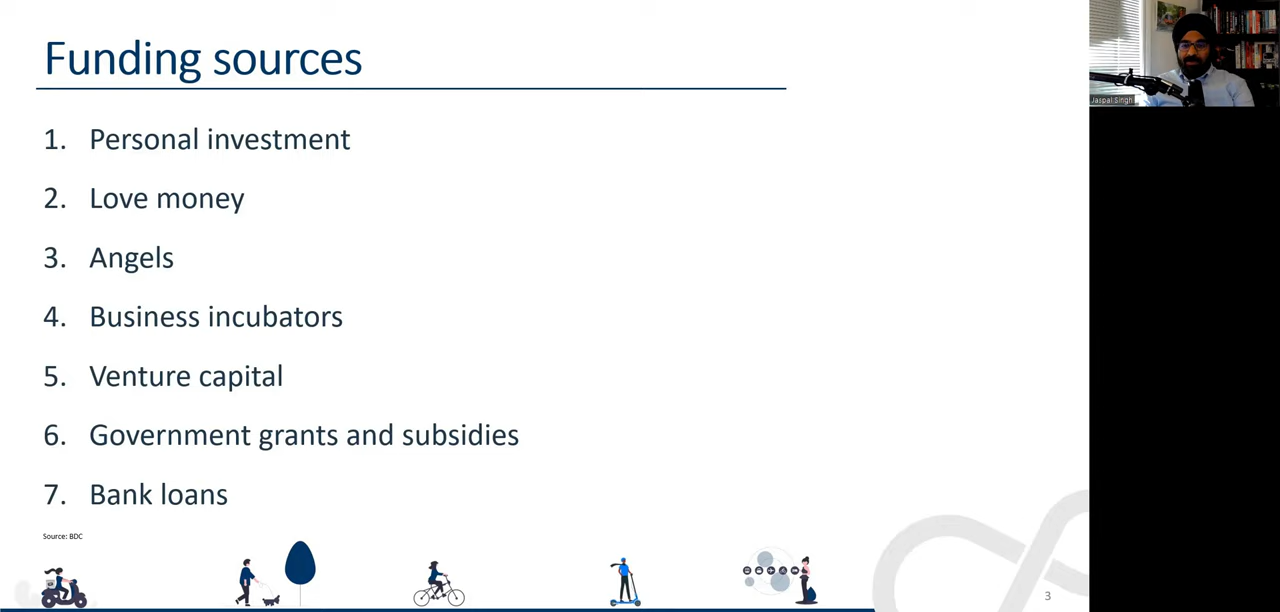 Funding sources
1. Personal investment
2. Love money
3. Angels
4. Business incubators
5. Venture capital
6. Government grants and subsidies
7. Bank loans
Source: BDC
3
Jaspal Singh